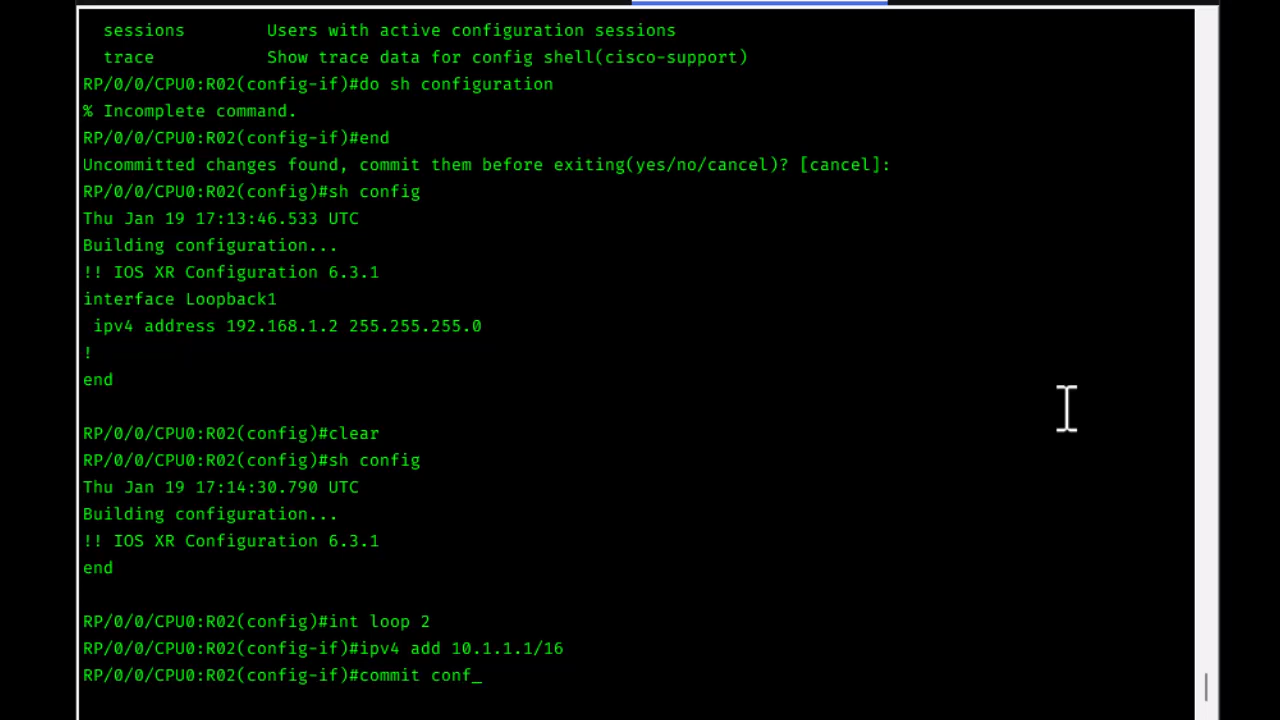 sessions        Users with active configuration sessions
trace           Show trace data for config shell(cisco-support)
RP/0/0/CPU0:R02(config-if)#do sh configuration
% Incomplete command.
RP/0/0/CPU0:R02(config-if)#end
Uncommitted changes found, commit them before exiting(yes/no/cancel)? [cancel]:
RP/0/0/CPU0:R02(config)#sh config
Thu Jan 19 17:13:46.533 UTC
Building configuration...
!! IOS XR Configuration 6.3.1
interface Loopback1
 ipv4 address 192.168.1.2 255.255.255.0
!
end
RP/0/0/CPU0:R02(config)#clear
RP/0/0/CPU0:R02(config)#sh config
Thu Jan 19 17:14:30.790 UTC
Building configuration...
!! IOS XR Configuration 6.3.1
end
RP/0/0/CPU0:R02(config)#int loop 2
RP/0/0/CPU0:R02(config-if)#ipv4 add 10.1.1.1/16
RP/0/0/CPU0:R02(config-if)#commit conf_